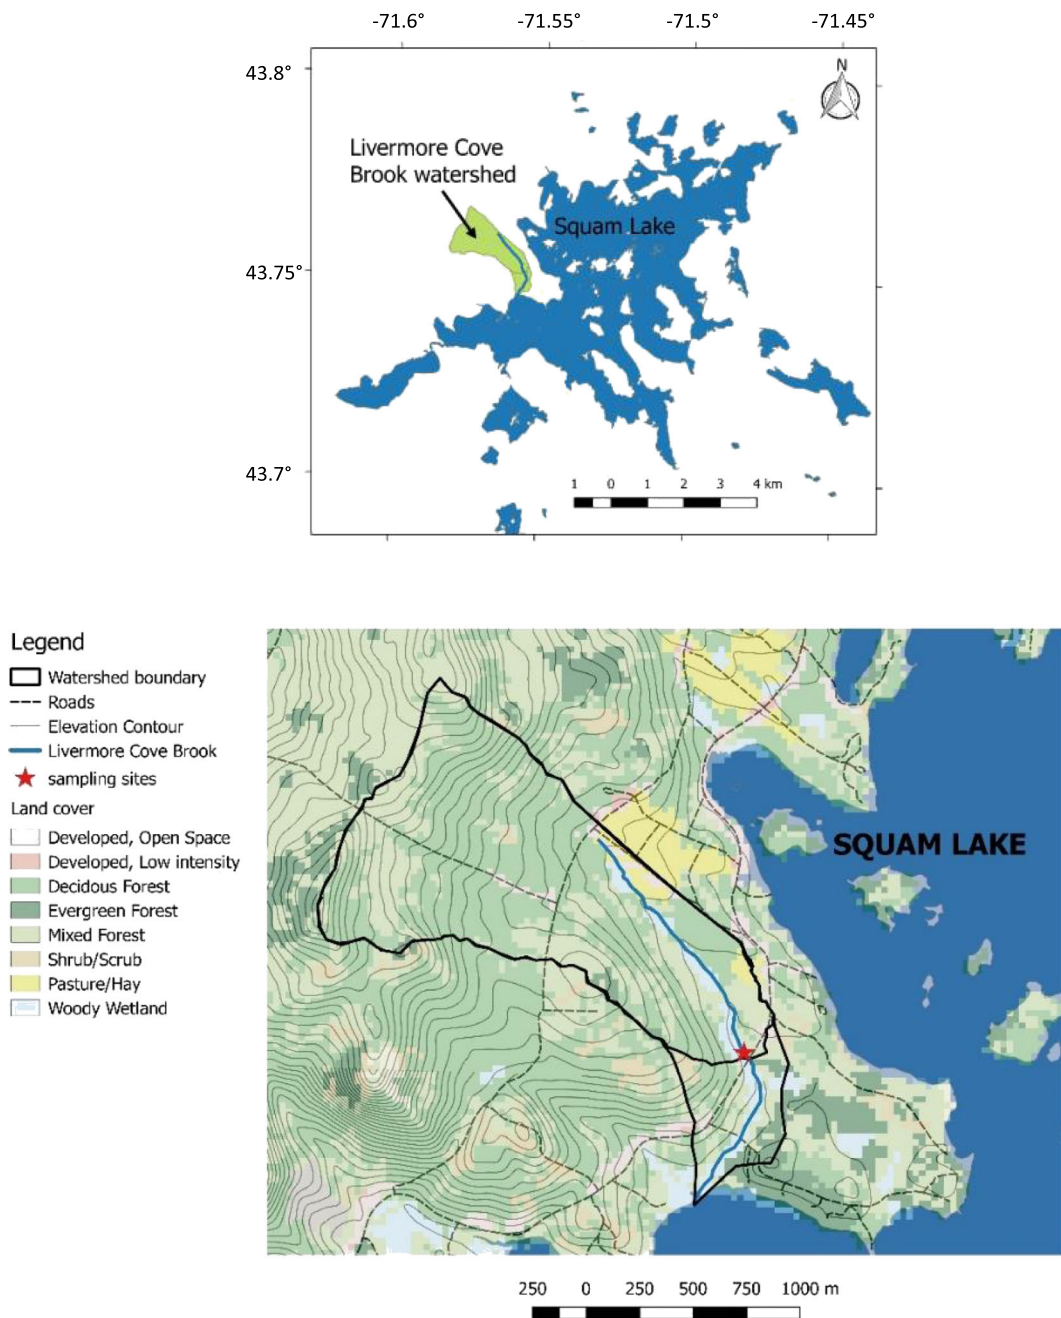 -71.6° -71.55° -71.5° -71.45°
43.8°
N
Livermore Cove
Brook watershed
Squam Lake
43.75°
43.7°
1 0 1 2 3 4 km
Legend
Watershed boundary
Roads
Elevation Contour
Livermore Cove Brook
sampling sites
Land cover
Developed, Open Space
Developed, Low intensity
Decidous Forest
Evergreen Forest
Mixed Forest
Shrub/Scrub
Pasture/Hay
Woody Wetland
SQUAM LAKE
250 0 250 500 750 1000 m